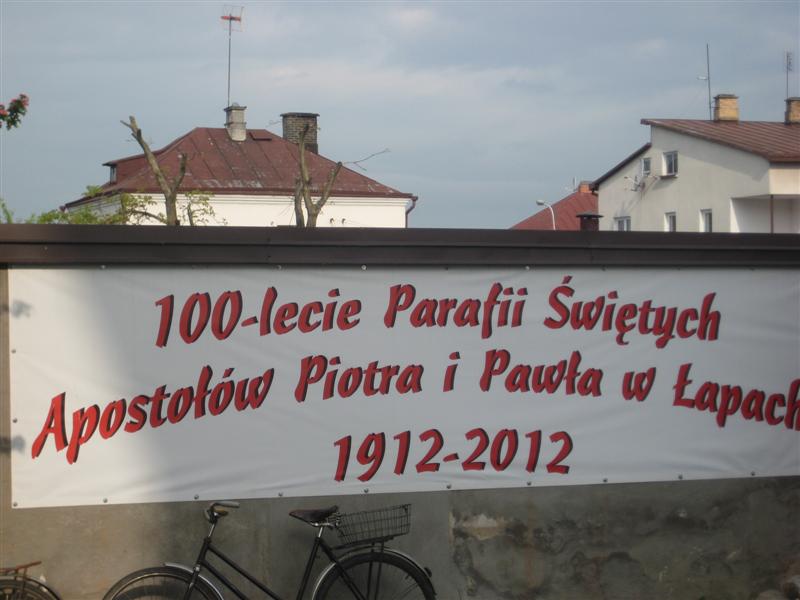 100-lecie Parafii Świętych
Apostołów Piotra i Pawła w Łapach
1912-2012